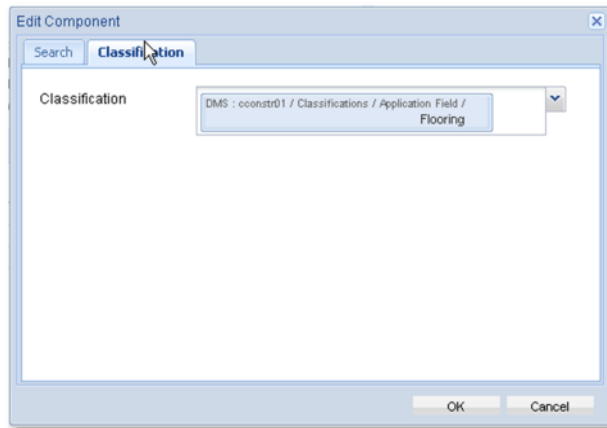 Edit Component
Search Classification
Classification
DMS : cconstr01 / Classifications / Application Field /
Flooring
OK Cancel